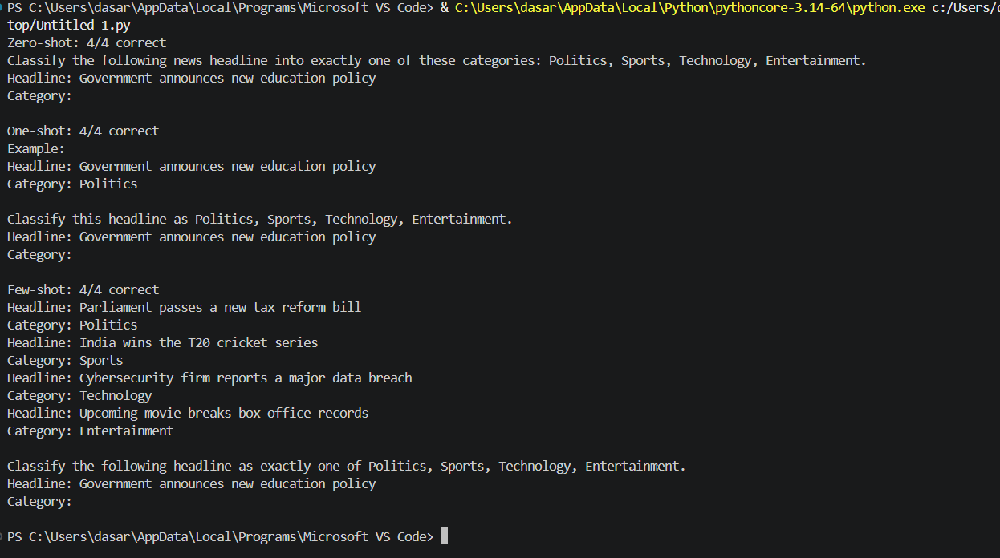 PS C:\Users\dasar\AppData\Local\Programs\Microsoft VS Code> & C:\Users\dasar\AppData\Local\Python\pythoncore-3.14-64\python.exe c:/Users/
top/Untitled-1.py
Zero-shot: 4/4 correct
Classify the following news headline into exactly one of these categories: Politics, Sports, Technology, Entertainment.
Headline: Government announces new education policy
Category:

One-shot: 4/4 correct
Example:
Headline: Government announces new education policy
Category: Politics

Classify this headline as Politics, Sports, Technology, Entertainment.
Headline: Government announces new education policy
Category:

Few-shot: 4/4 correct
Headline: Parliament passes a new tax reform bill
Category: Politics
Headline: India wins the T20 cricket series
Category: Sports
Headline: Cybersecurity firm reports a major data breach
Category: Technology
Headline: Upcoming movie breaks box office records
Category: Entertainment

Classify the following headline as exactly one of Politics, Sports, Technology, Entertainment.
Headline: Government announces new education policy
Category:

PS C:\Users\dasar\AppData\Local\Programs\Microsoft VS Code>